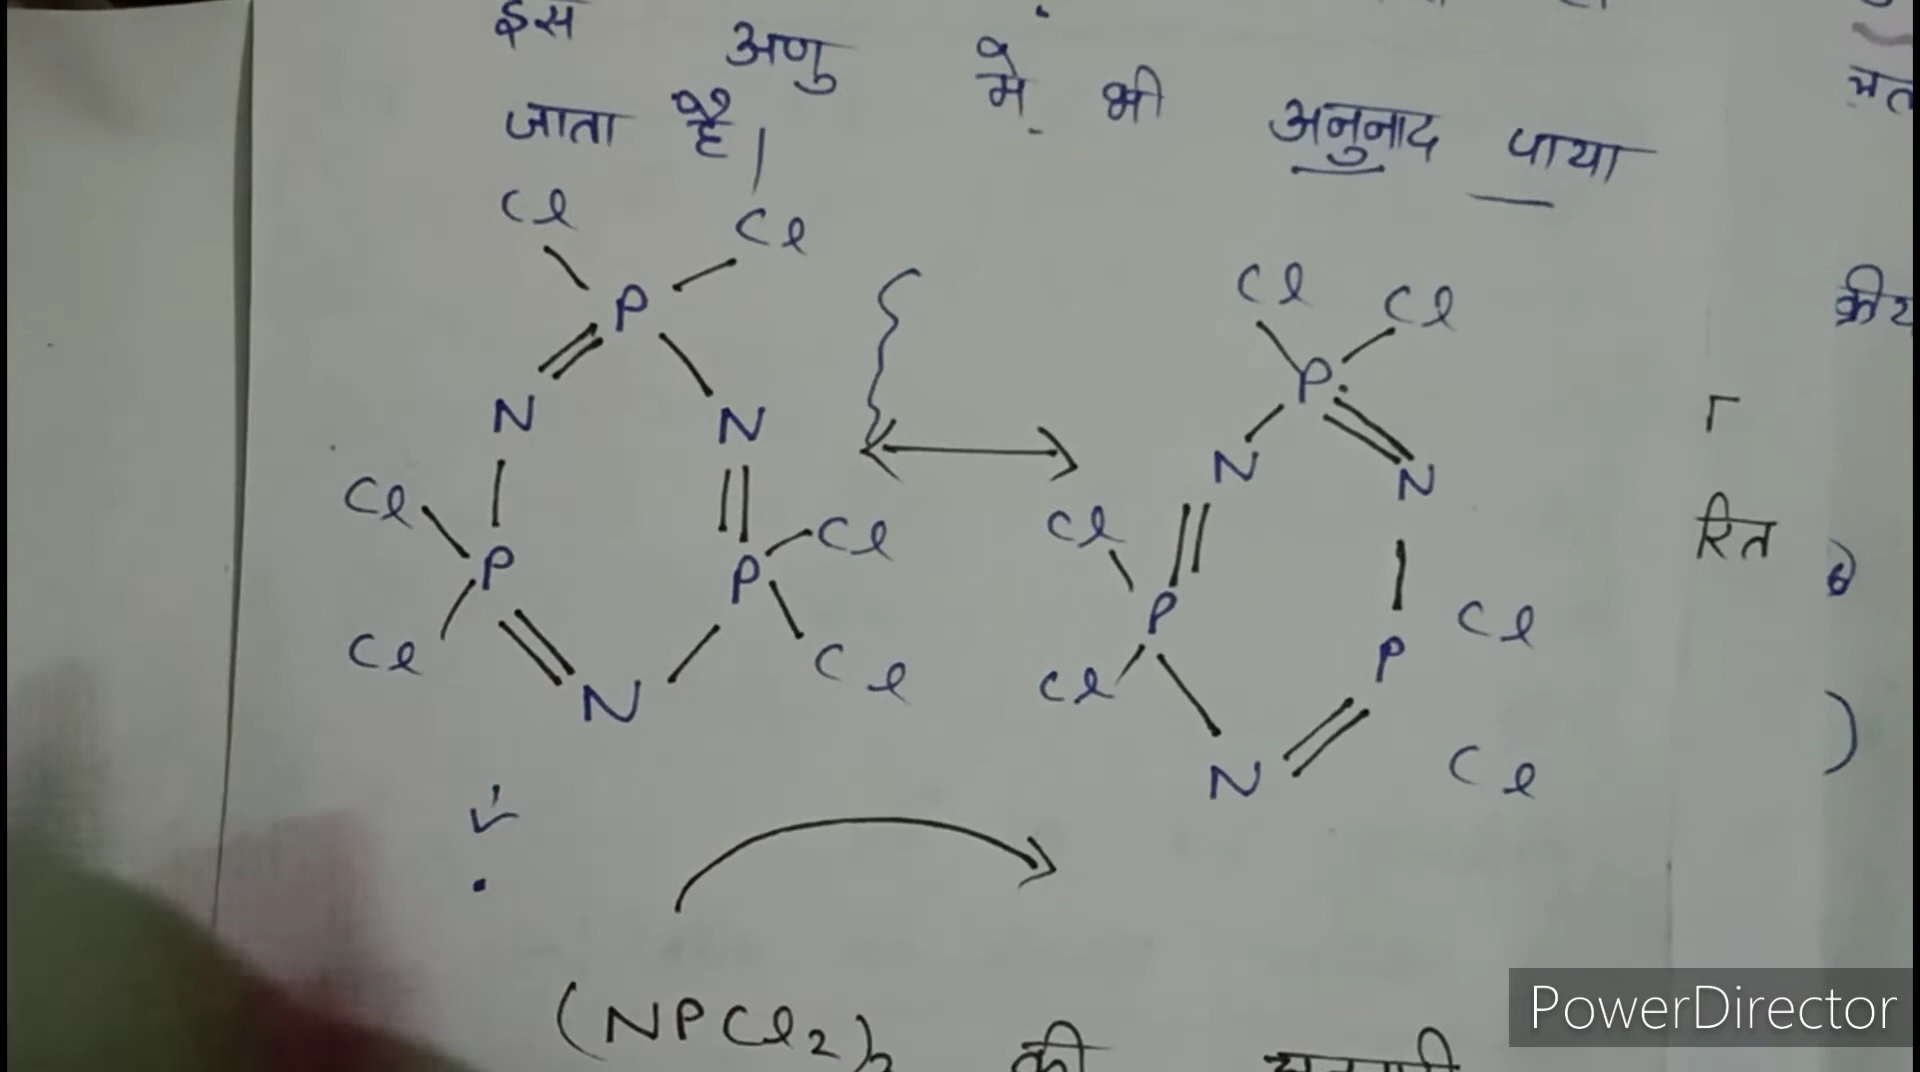 इस अणु में भी अनुनाद पाया
जाता है।
Cl Cl
P
N N
Cl P P Cl
Cl N Cl
Cl Cl
P
N N
Cl P P Cl
Cl N Cl
(NPCl2)3 की
रित
PowerDirector